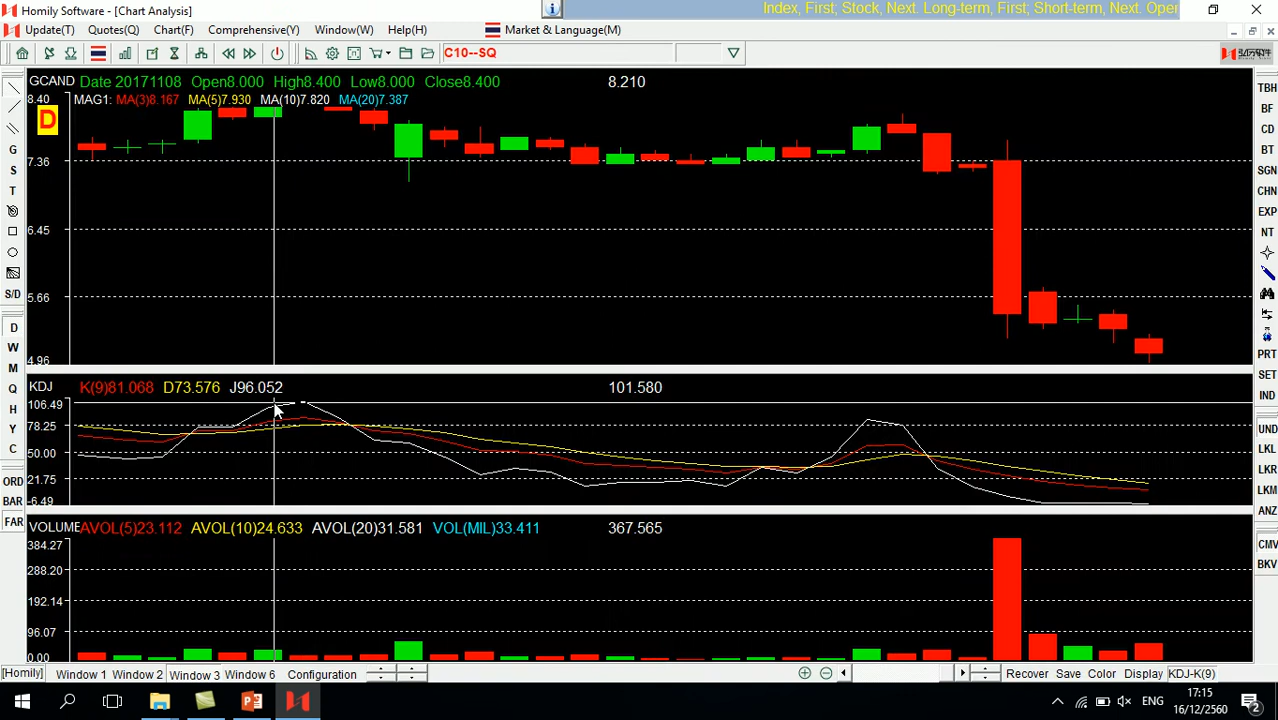 Homily Software - [Chart Analysis]
Index, First; Stock, Next. Long-term, First; Short-term, Next. Oper
Update(T) Quotes(Q) Chart(F) Comprehensive(Y) Window(W) Help(H) Market & Language(M)
C10--SQ
GCAND Date 20171108 Open8.000 High8.400 Low8.000 Close8.400 8.210
8.40 MAG1: MA(3)8.167 MA(5)7.930 MA(10)7.820 MA(20)7.387
D
7.36
6.45
5.66
4.96
KDJ K(9)81.068 D73.576 J96.052 101.580
106.49
78.25
50.00
21.75
-6.49
VOLUME AVOL(5)23.112 AVOL(10)24.633 AVOL(20)31.581 VOL(MIL)33.411 367.565
384.27
288.20
192.14
96.07
0.00
G
S
T
S/D
D
W
M
Q
H
Y
C
ORD
BAR
FAR
TBH
BF
CD
BT
SGN
CHN
EXP
NT
PRT
SET
IND
UND
LKL
LKR
LKM
ANZ
CMV
BKV
[Homily] Window 1 Window 2 Window 3 Window 6 Configuration Recover Save Color Display KDJ-K(9)
ENG
17:15
16/12/2560
2